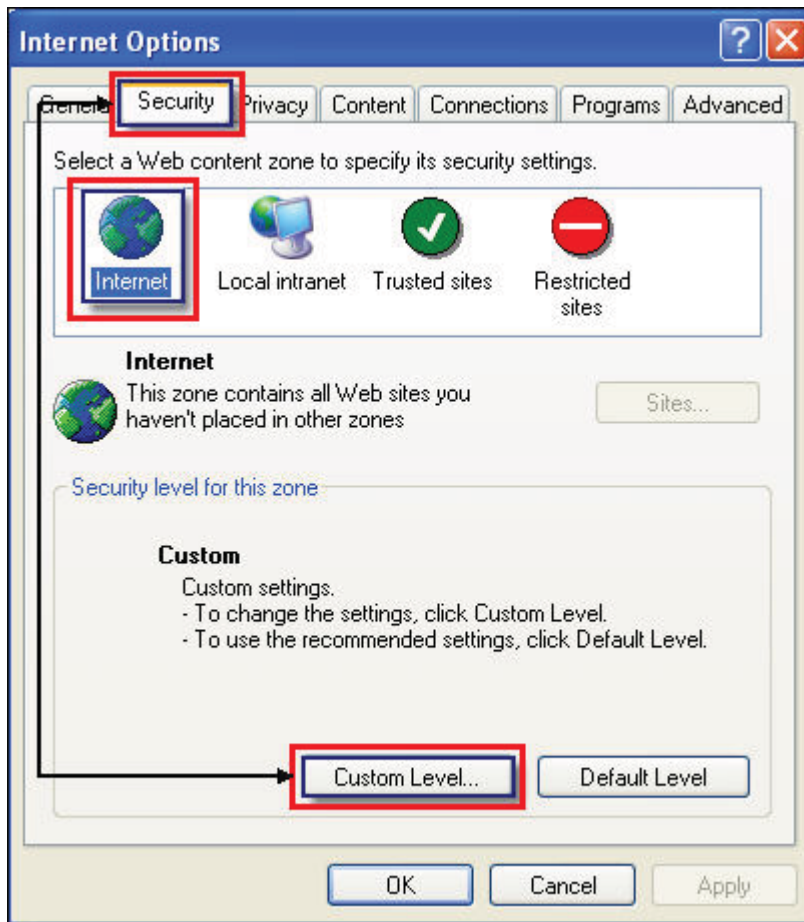 Internet Options
General Security Privacy Content Connections Programs Advanced
Select a Web content zone to specify its security settings.
Internet Local intranet Trusted sites Restricted
sites
Internet
This zone contains all Web sites you
haven't placed in other zones
Sites...
Security level for this zone
Custom
Custom settings.
- To change the settings, click Custom Level.
- To use the recommended settings, click Default Level.
Custom Level... Default Level
OK Cancel Apply